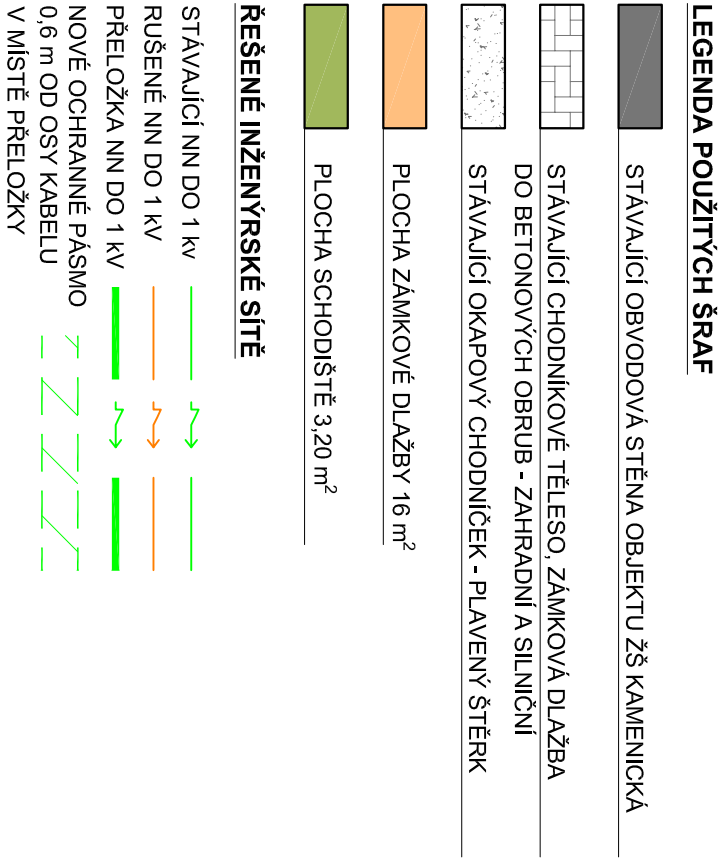 LEGENDA POUŽITÝCH ŠRAF
STÁVAJÍCÍ OBVODOVÁ STĚNA OBJEKTU ŽŠ KAMENICKÁ
STÁVAJÍCÍ CHODNÍKOVÉ TĚLESO, ZÁMKOVÁ DLAŽBA
DO BETONOVÝCH OBRUB - ZAHRADNÍ A SILNIČNÍ
STÁVAJÍCÍ OKAPOVÝ CHODNÍČEK - PLAVENÝ ŠTĚRK
PLOCHA ZÁMKOVÉ DLAŽBY 16 m²
PLOCHA SCHODIŠTĚ 3,20 m²
ŘEŠENÉ INŽENÝRSKÉ SÍTĚ
STÁVAJÍCÍ NN DO 1 kv
RUŠENÉ NN DO 1 kV
PŘELOŽKA NN DO 1 kV
NOVÉ OCHRANNÉ PÁSMO
0,6 m OD OSY KABELU
V MÍSTĚ PŘELOŽKY